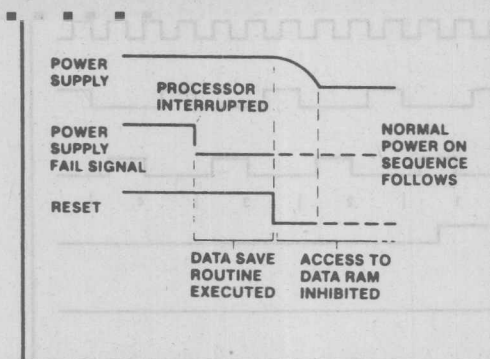 POWER
SUPPLY
PROCESSOR
INTERRUPTED
POWER
SUPPLY
FAIL SIGNAL
NORMAL
POWER ON
SEQUENCE
FOLLOWS
RESET
DATA SAVE
ROUTINE
EXECUTED
ACCESS TO
DATA RAM
INHIBITED